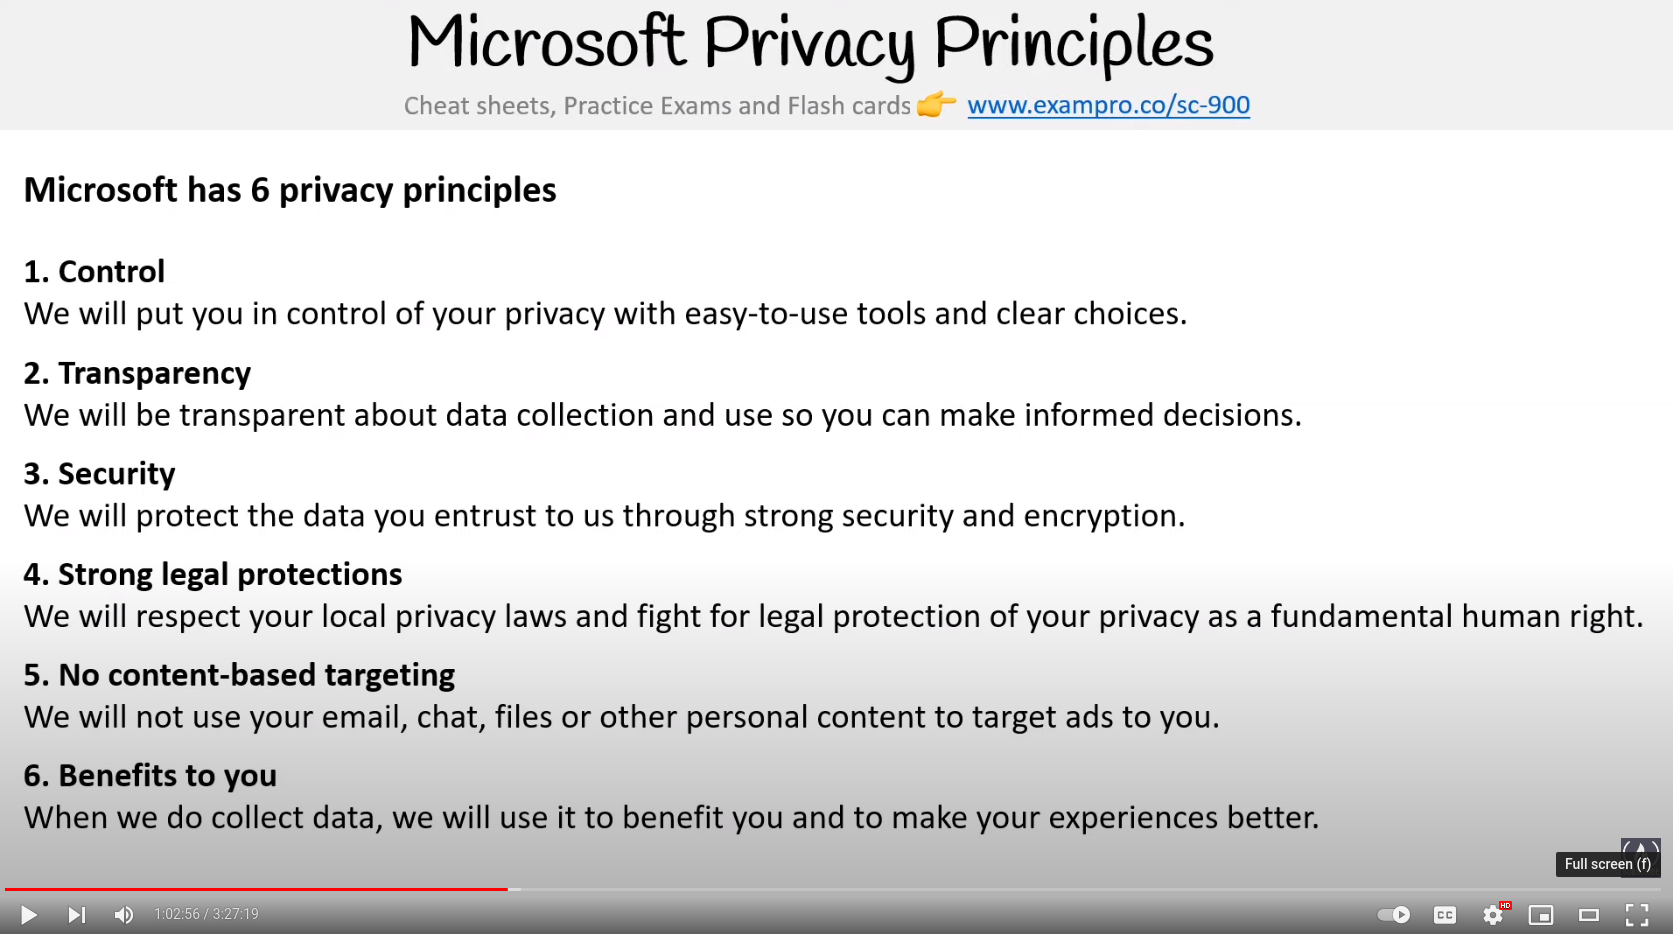 Microsoft Privacy Principles
Cheat sheets, Practice Exams and Flash cards 👉 www.exampro.co/sc-900
Microsoft has 6 privacy principles
1. Control
We will put you in control of your privacy with easy-to-use tools and clear choices.
2. Transparency
We will be transparent about data collection and use so you can make informed decisions.
3. Security
We will protect the data you entrust to us through strong security and encryption.
4. Strong legal protections
We will respect your local privacy laws and fight for legal protection of your privacy as a fundamental human right.
5. No content-based targeting
We will not use your email, chat, files or other personal content to target ads to you.
6. Benefits to you
When we do collect data, we will use it to benefit you and to make your experiences better.
Full screen (f)
1:02:56 / 3:27:19
CC
HD